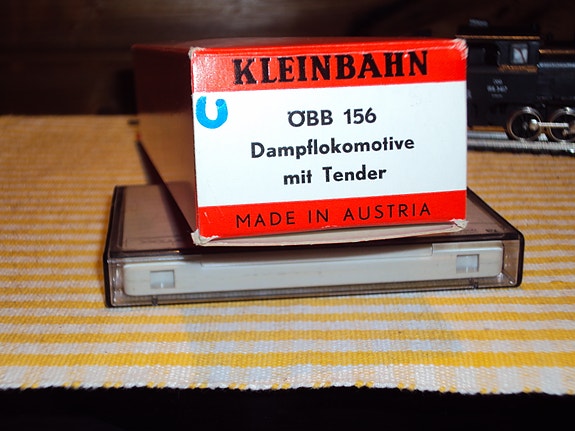 KLEINBAHN
ÖBB 156
Dampflokomotive
mit Tender
MADE IN AUSTRIA